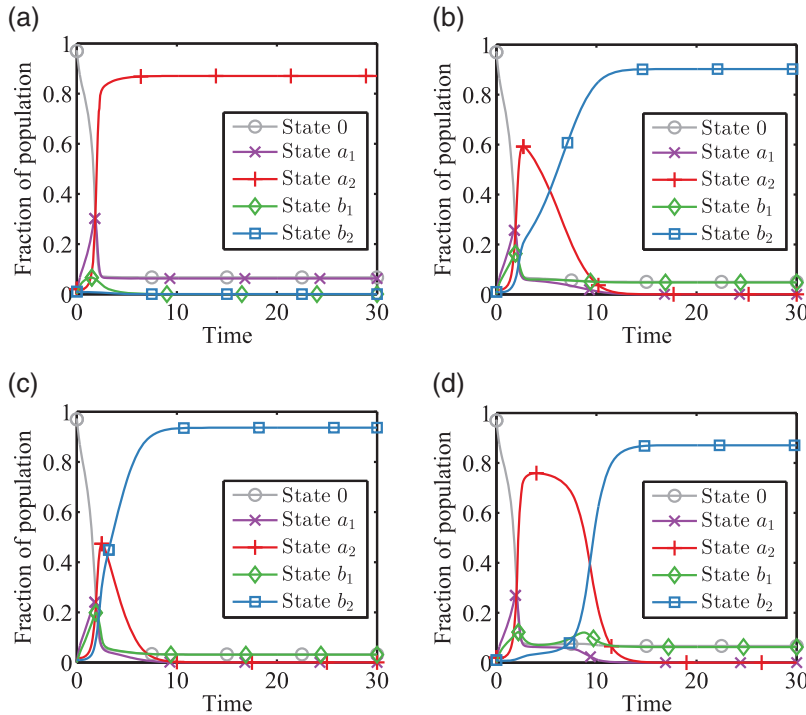 (a)
Fraction of population
1
0.8
0.6
0.4
0.2
0
0 10 20 30
Time
State 0
State a₁
State a₂
State b₁
State b₂
(b)
Fraction of population
1
0.8
0.6
0.4
0.2
0
0 10 20 30
Time
State 0
State a₁
State a₂
State b₁
State b₂
(c)
Fraction of population
1
0.8
0.6
0.4
0.2
0
0 10 20 30
Time
State 0
State a₁
State a₂
State b₁
State b₂
(d)
Fraction of population
1
0.8
0.6
0.4
0.2
0
0 10 20 30
Time
State 0
State a₁
State a₂
State b₁
State b₂